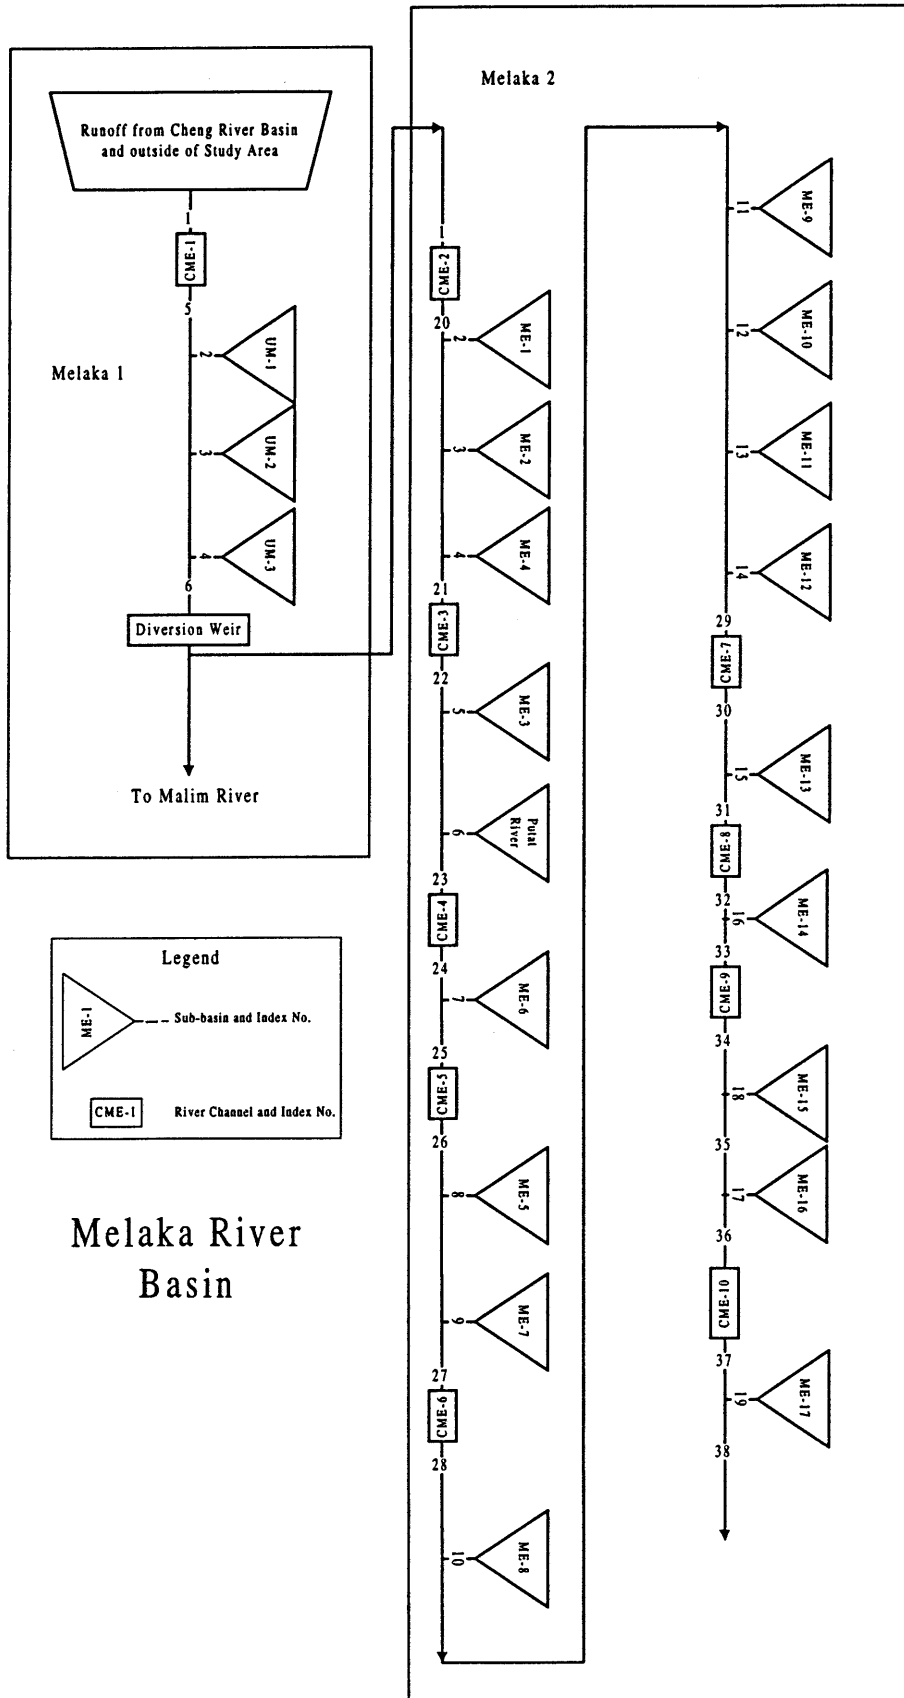 Melaka 2
Runoff from Cheng River Basin
and outside of Study Area
1
CME-1
5
2
UM-1
Melaka 1
3
UM-2
4
UM-3
6
Diversion Weir
To Malim River
Legend
ME-1
Sub-basin and Index No.
CME-1
River Channel and Index No.
Melaka River
Basin
1
CME-2
20
2
ME-1
3
ME-2
4
ME-4
21
CME-3
22
5
ME-3
6
Putat
River
23
CME-4
24
7
ME-6
25
CME-5
26
8
ME-5
9
ME-7
27
CME-6
28
10
ME-8
11
ME-9
12
ME-10
13
ME-11
14
ME-12
29
CME-7
30
15
ME-13
31
CME-8
32
16
ME-14
33
CME-9
34
18
ME-15
35
17
ME-16
36
CME-10
37
19
ME-17
38